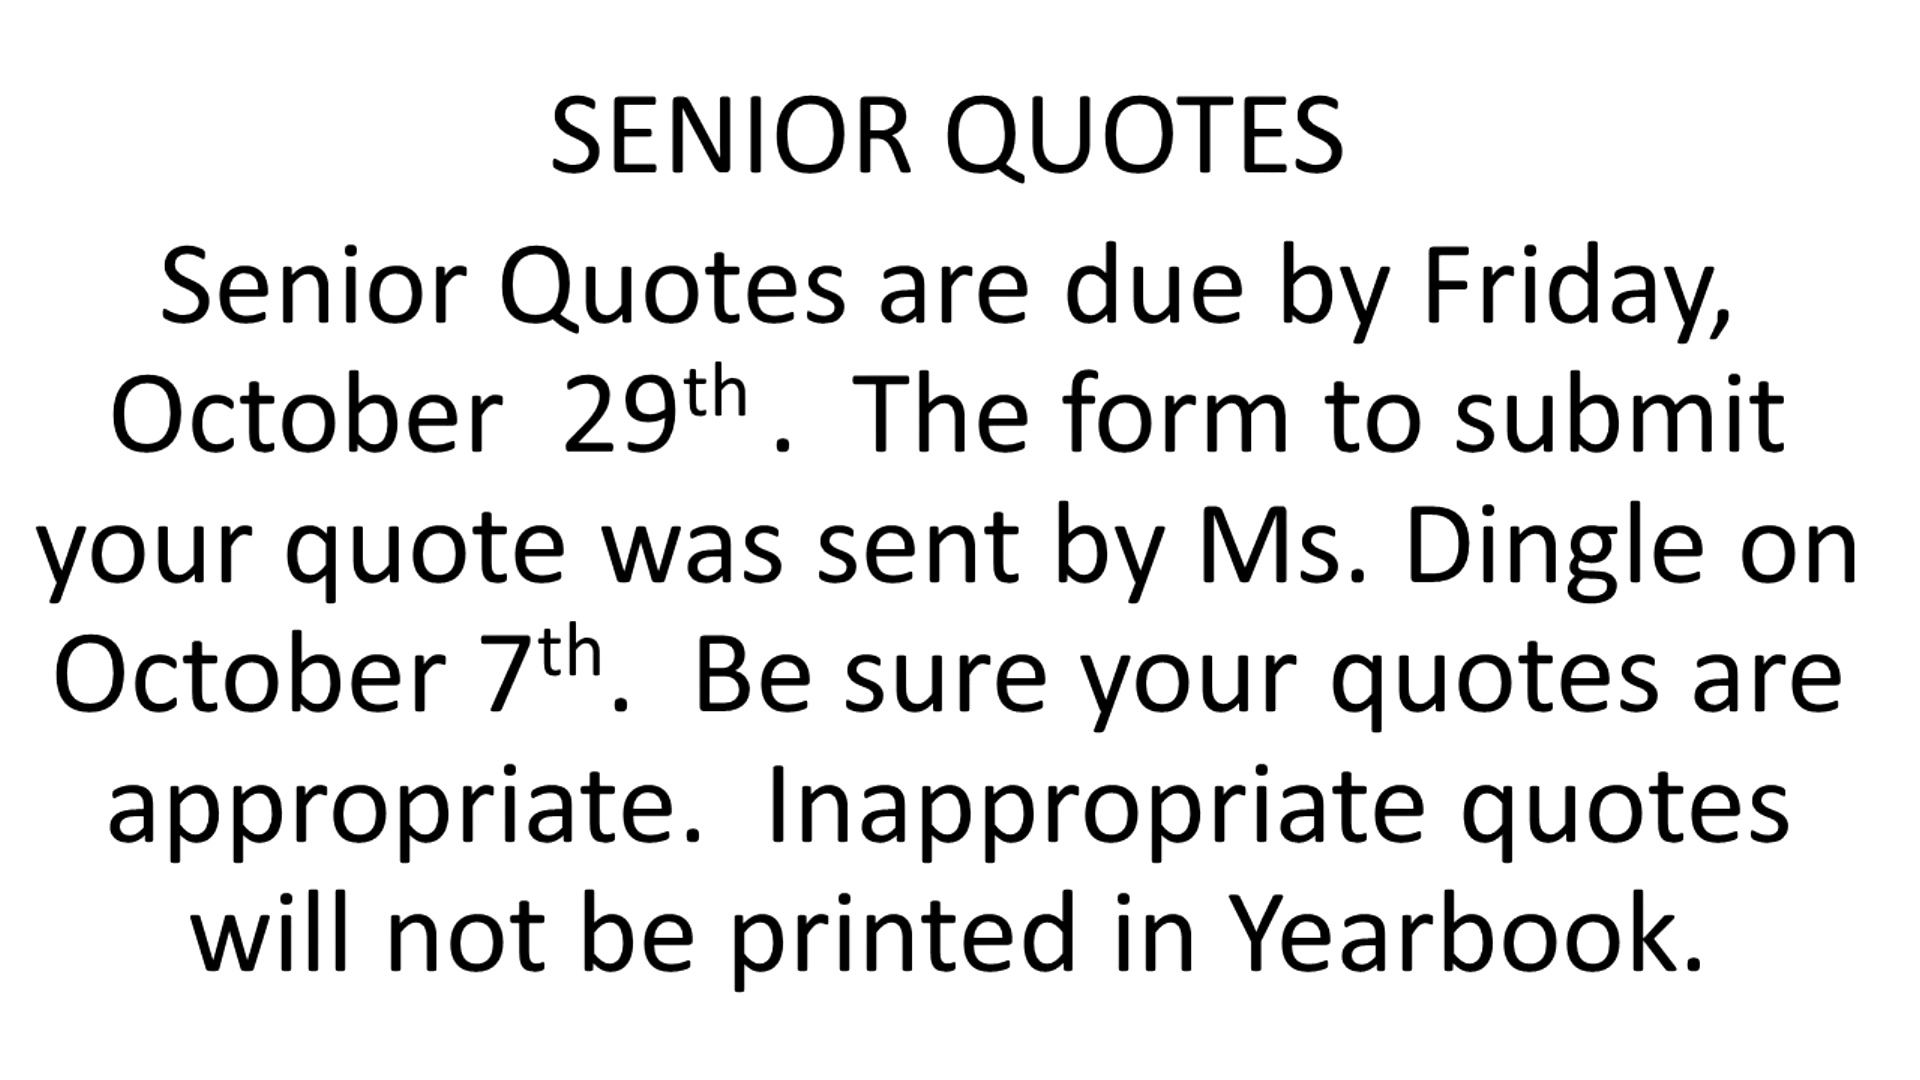 SENIOR QUOTES
Senior Quotes are due by Friday,
October  29th .  The form to submit
your quote was sent by Ms. Dingle on
October 7th.  Be sure your quotes are
appropriate.  Inappropriate quotes
will not be printed in Yearbook.